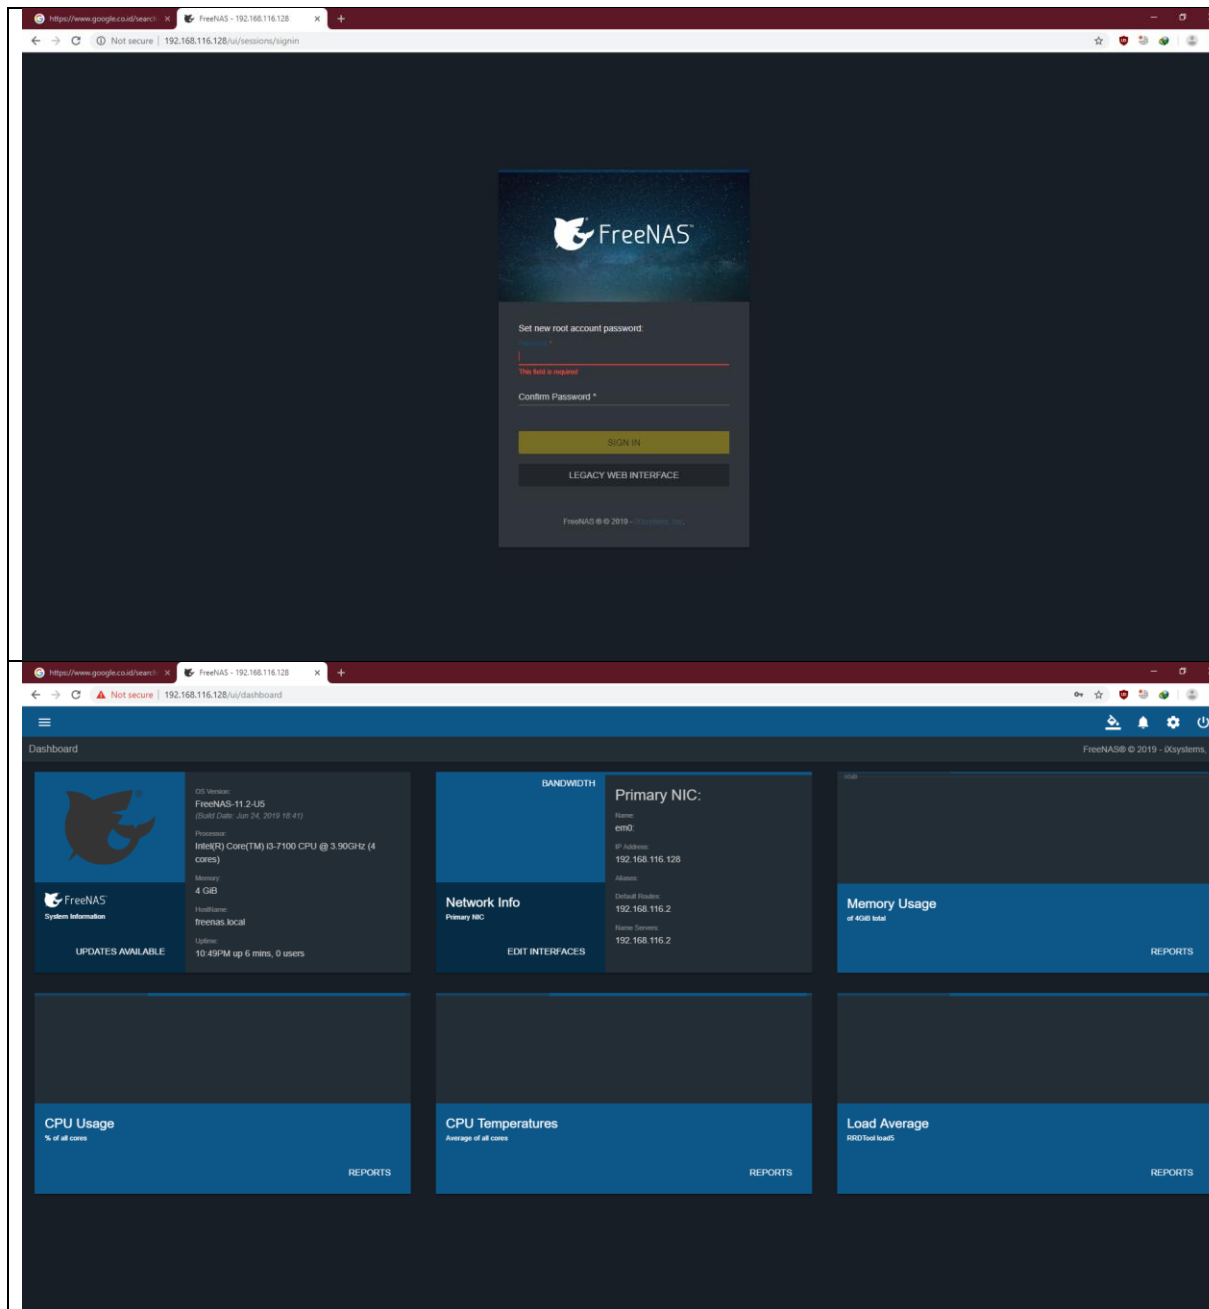 https://www.google.co.id/search
FreeNAS - 192.168.116.128
Not secure | 192.168.116.128/ui/sessions/signin
FreeNAS
Set new root account password:
Password *
This field is required
Confirm Password *
SIGN IN
LEGACY WEB INTERFACE
FreeNAS ® © 2019 - iXsystems, Inc.
https://www.google.co.id/search
FreeNAS - 192.168.116.128
Not secure | 192.168.116.128/ui/dashboard
Dashboard
FreeNAS® © 2019 - iXsystems,
FreeNAS
System Information
UPDATES AVAILABLE
OS Version:
FreeNAS-11.2-U5
(Build Date: Jun 24, 2019 18:41)
Processor:
Intel(R) Core(TM) i3-7100 CPU @ 3.90GHz (4
cores)
Memory:
4 GiB
HostName:
freenas.local
Uptime:
10:49PM up 6 mins, 0 users
BANDWIDTH
Network Info
Primary NIC
EDIT INTERFACES
Primary NIC:
Name:
em0:
IP Address:
192.168.116.128
Aliases:
Default Routes:
192.168.116.2
Name Servers:
192.168.116.2
Memory Usage
of 4GiB total
REPORTS
CPU Usage
% of all cores
REPORTS
CPU Temperatures
Average of all cores
REPORTS
Load Average
RRDTool load5
REPORTS